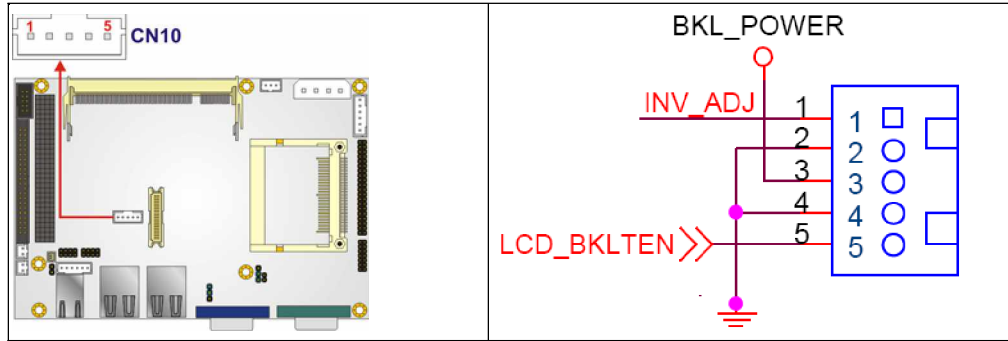 1 5 CN10
BKL_POWER
INV_ADJ 1 1
2 2
3 3
4 4
LCD_BKLTEN 5 5